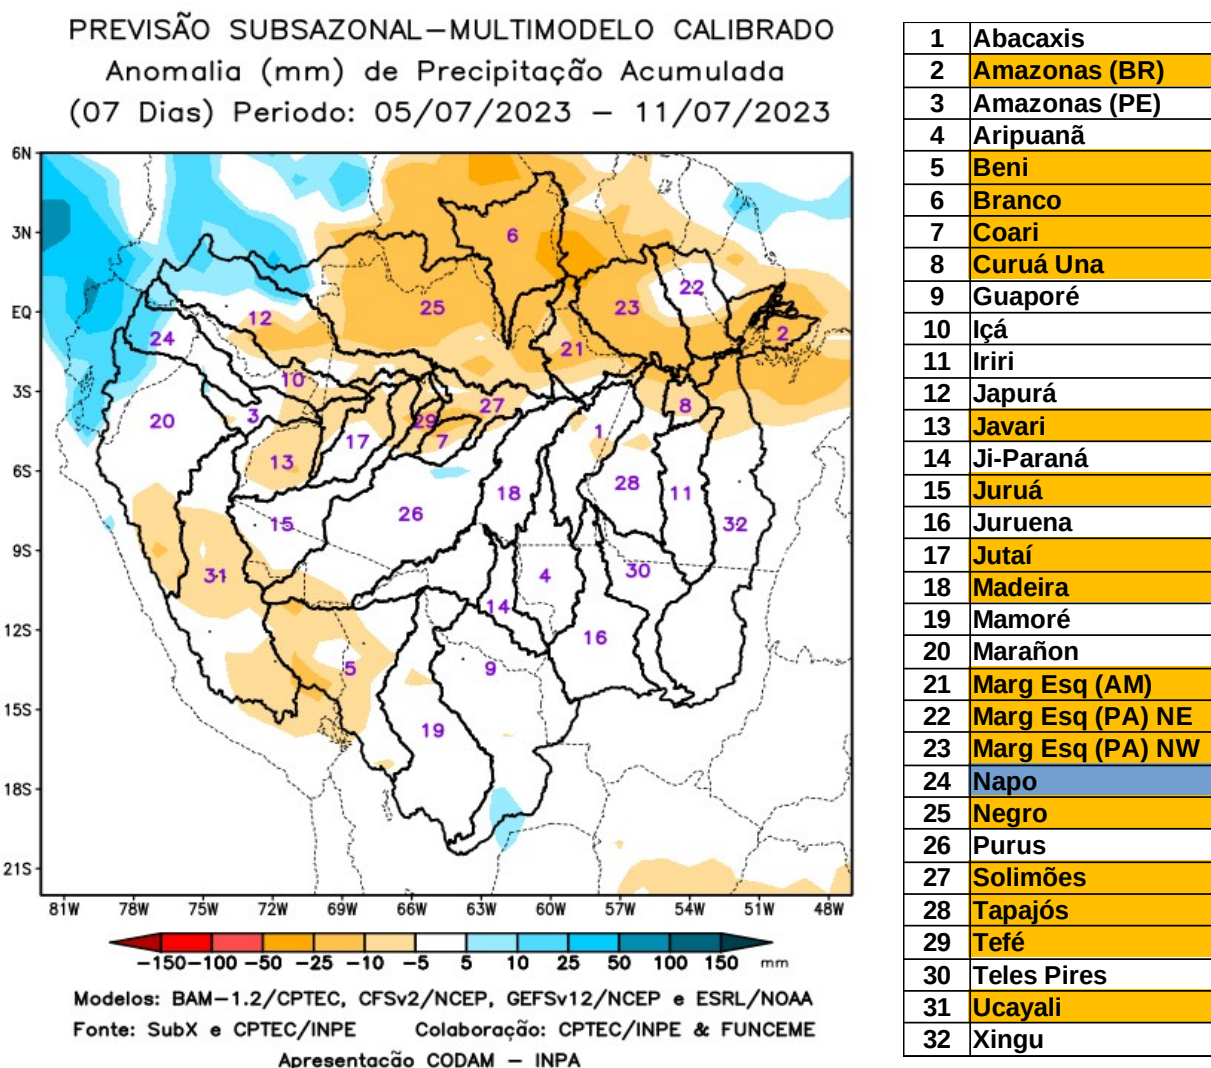 PREVISÃO SUBSAZONAL−MULTIMODELO CALIBRADO
Anomalia (mm) de Precipitação Acumulada
(07 Dias) Periodo: 05/07/2023 − 11/07/2023
6N
3N
EQ
3S
6S
9S
12S
15S
18S
21S
81W 78W 75W 72W 69W 66W 63W 60W 57W 54W 51W 48W
6
22
25
23
12
2
24
21
10
27
8
3
29
20
1
17
7
13
28
18
11
26
15
32
31
4
30
14
16
5
9
19
−150 −100 −50 −25 −10 −5 5 10 25 50 100 150 mm
Modelos: BAM−1.2/CPTEC, CFSv2/NCEP, GEFSv12/NCEP e ESRL/NOAA
Fonte: SubX e CPTEC/INPE Colaboração: CPTEC/INPE & FUNCEME
Apresentação CODAM − INPA
1 Abacaxis
2 Amazonas (BR)
3 Amazonas (PE)
4 Aripuanã
5 Beni
6 Branco
7 Coari
8 Curuá Una
9 Guaporé
10 Içá
11 Iriri
12 Japurá
13 Javari
14 Ji-Paraná
15 Juruá
16 Juruena
17 Jutaí
18 Madeira
19 Mamoré
20 Marañon
21 Marg Esq (AM)
22 Marg Esq (PA) NE
23 Marg Esq (PA) NW
24 Napo
25 Negro
26 Purus
27 Solimões
28 Tapajós
29 Tefé
30 Teles Pires
31 Ucayali
32 Xingu